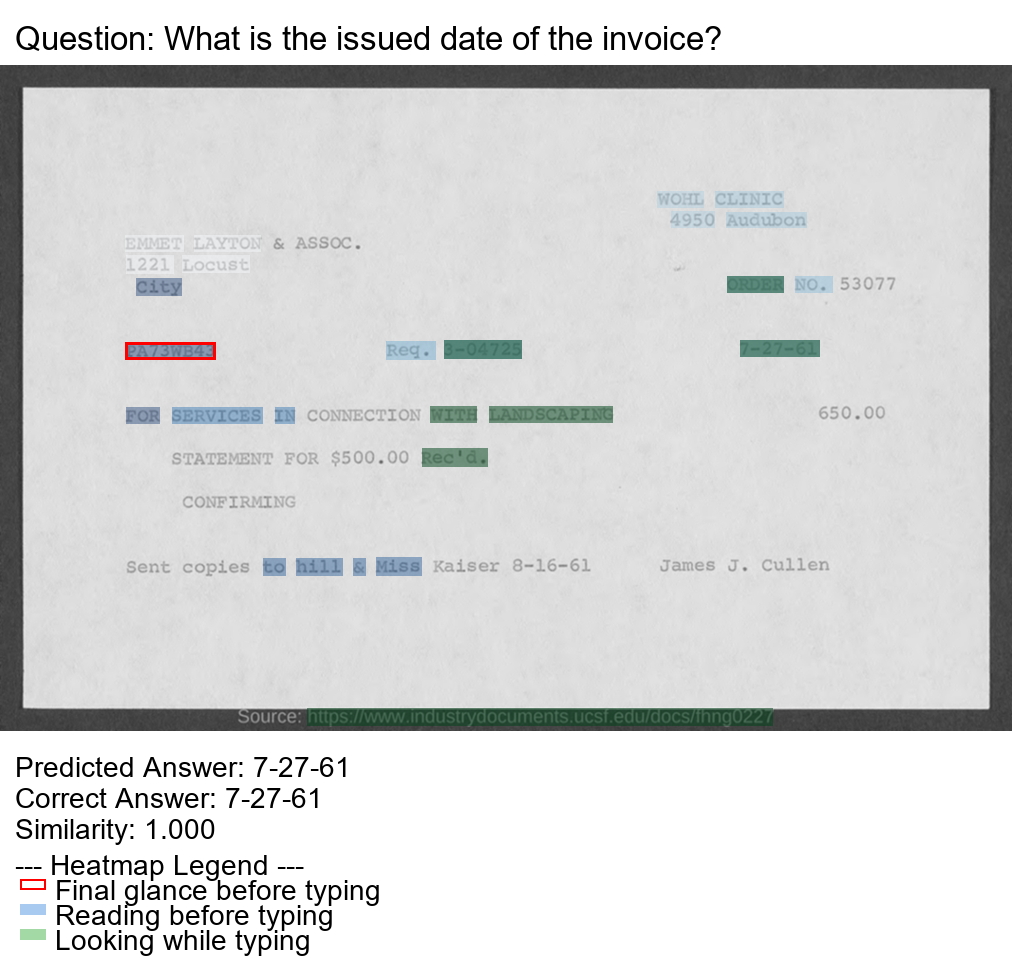 Question: What is the issued date of the invoice?
WOHL CLINIC
4950 Audubon
EMMET LAYTON & ASSOC.
1221 Locust
City
ORDER NO. 53077
PA73WB43
Req. 3-04725
7-27-61
FOR SERVICES IN CONNECTION WITH LANDSCAPING 650.00
STATEMENT FOR $500.00 Rec'd.
CONFIRMING
Sent copies to hill & Miss Kaiser 8-16-61 James J. Cullen
Source: https://www.industrydocuments.ucsf.edu/docs/fhng0227
Predicted Answer: 7-27-61
Correct Answer: 7-27-61
Similarity: 1.000
--- Heatmap Legend ---
Final glance before typing
Reading before typing
Looking while typing